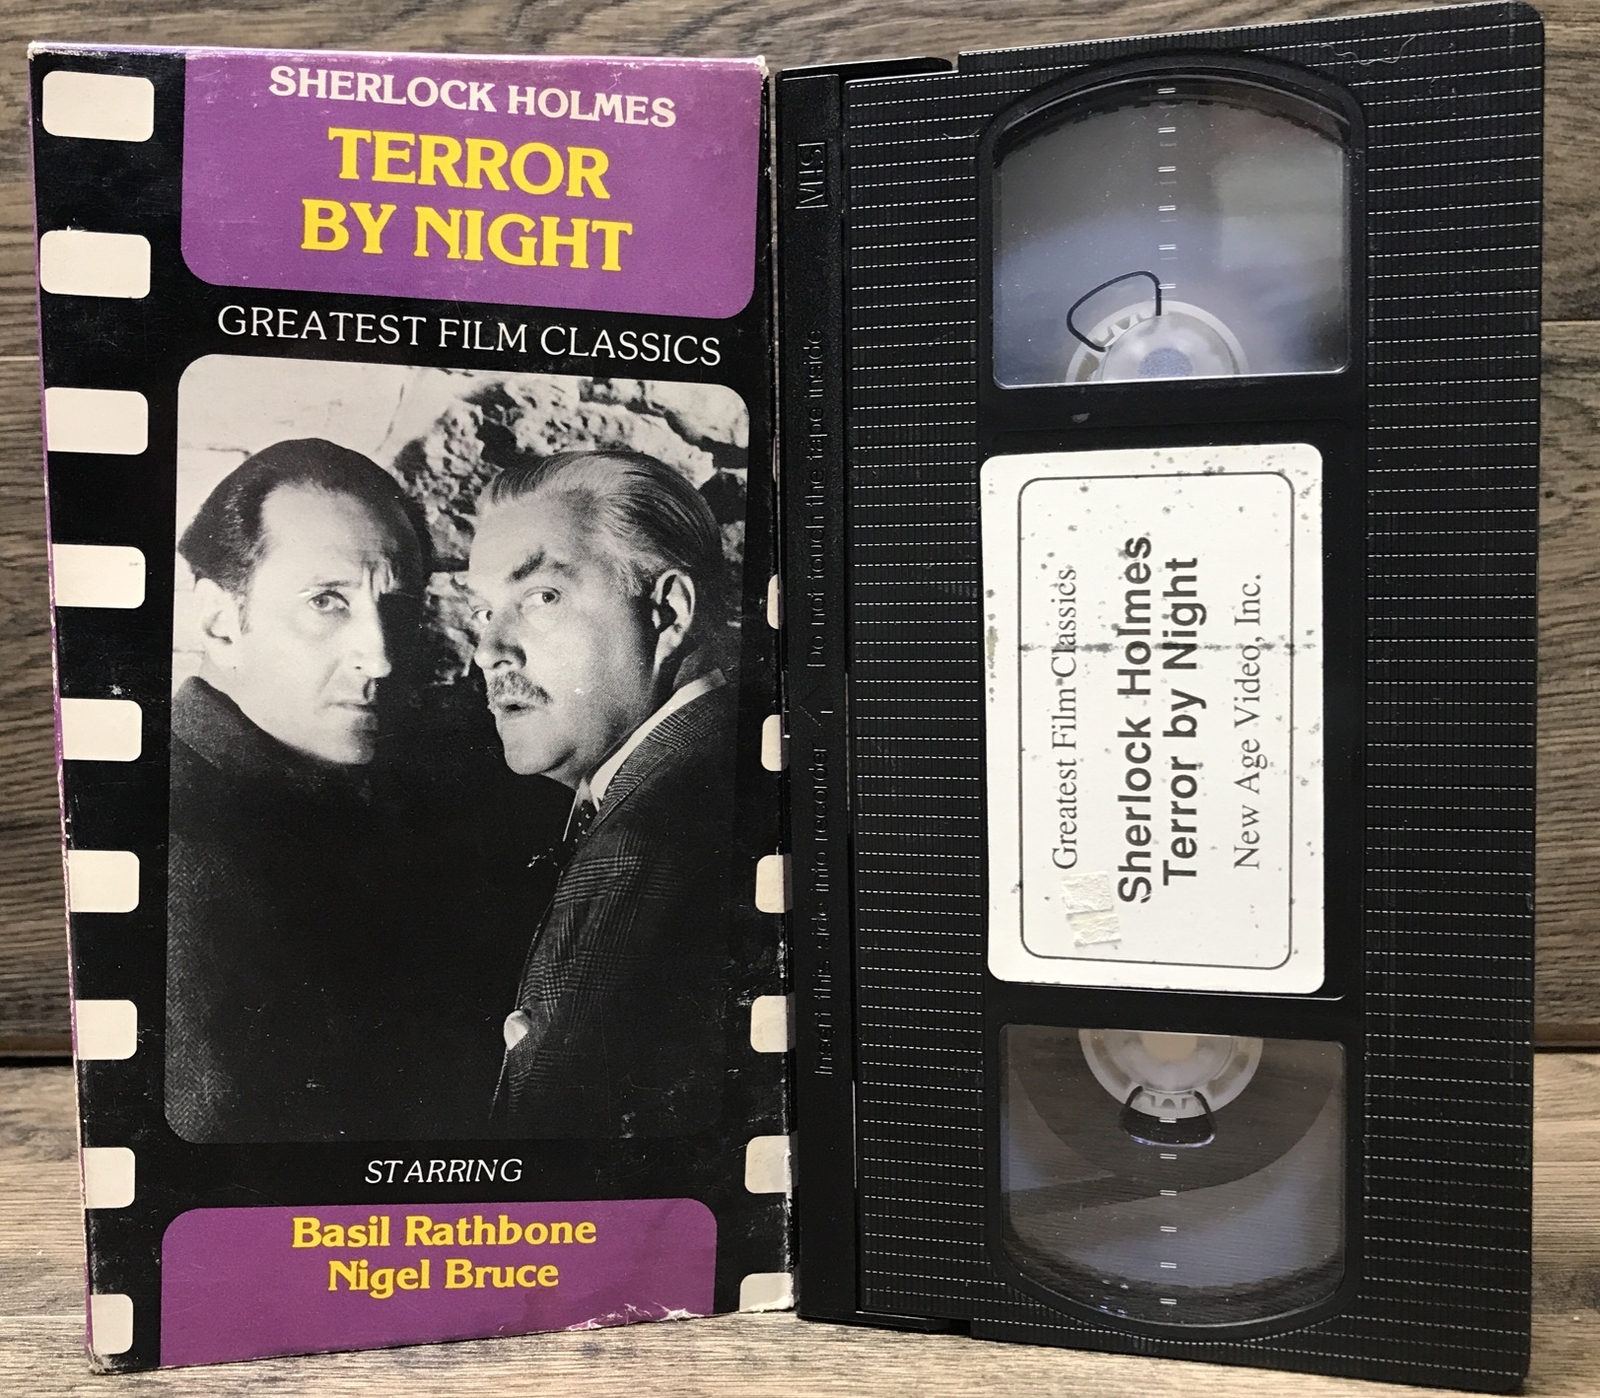 SHERLOCK HOLMES
TERROR
BY NIGHT
GREATEST FILM CLASSICS
STARRING
Basil Rathbone
Nigel Bruce
VHS
Insert this side into recorder / Do not touch the tape inside
Greatest Film Classics
Sherlock Holmes
Terror by Night
New Age Video, Inc.